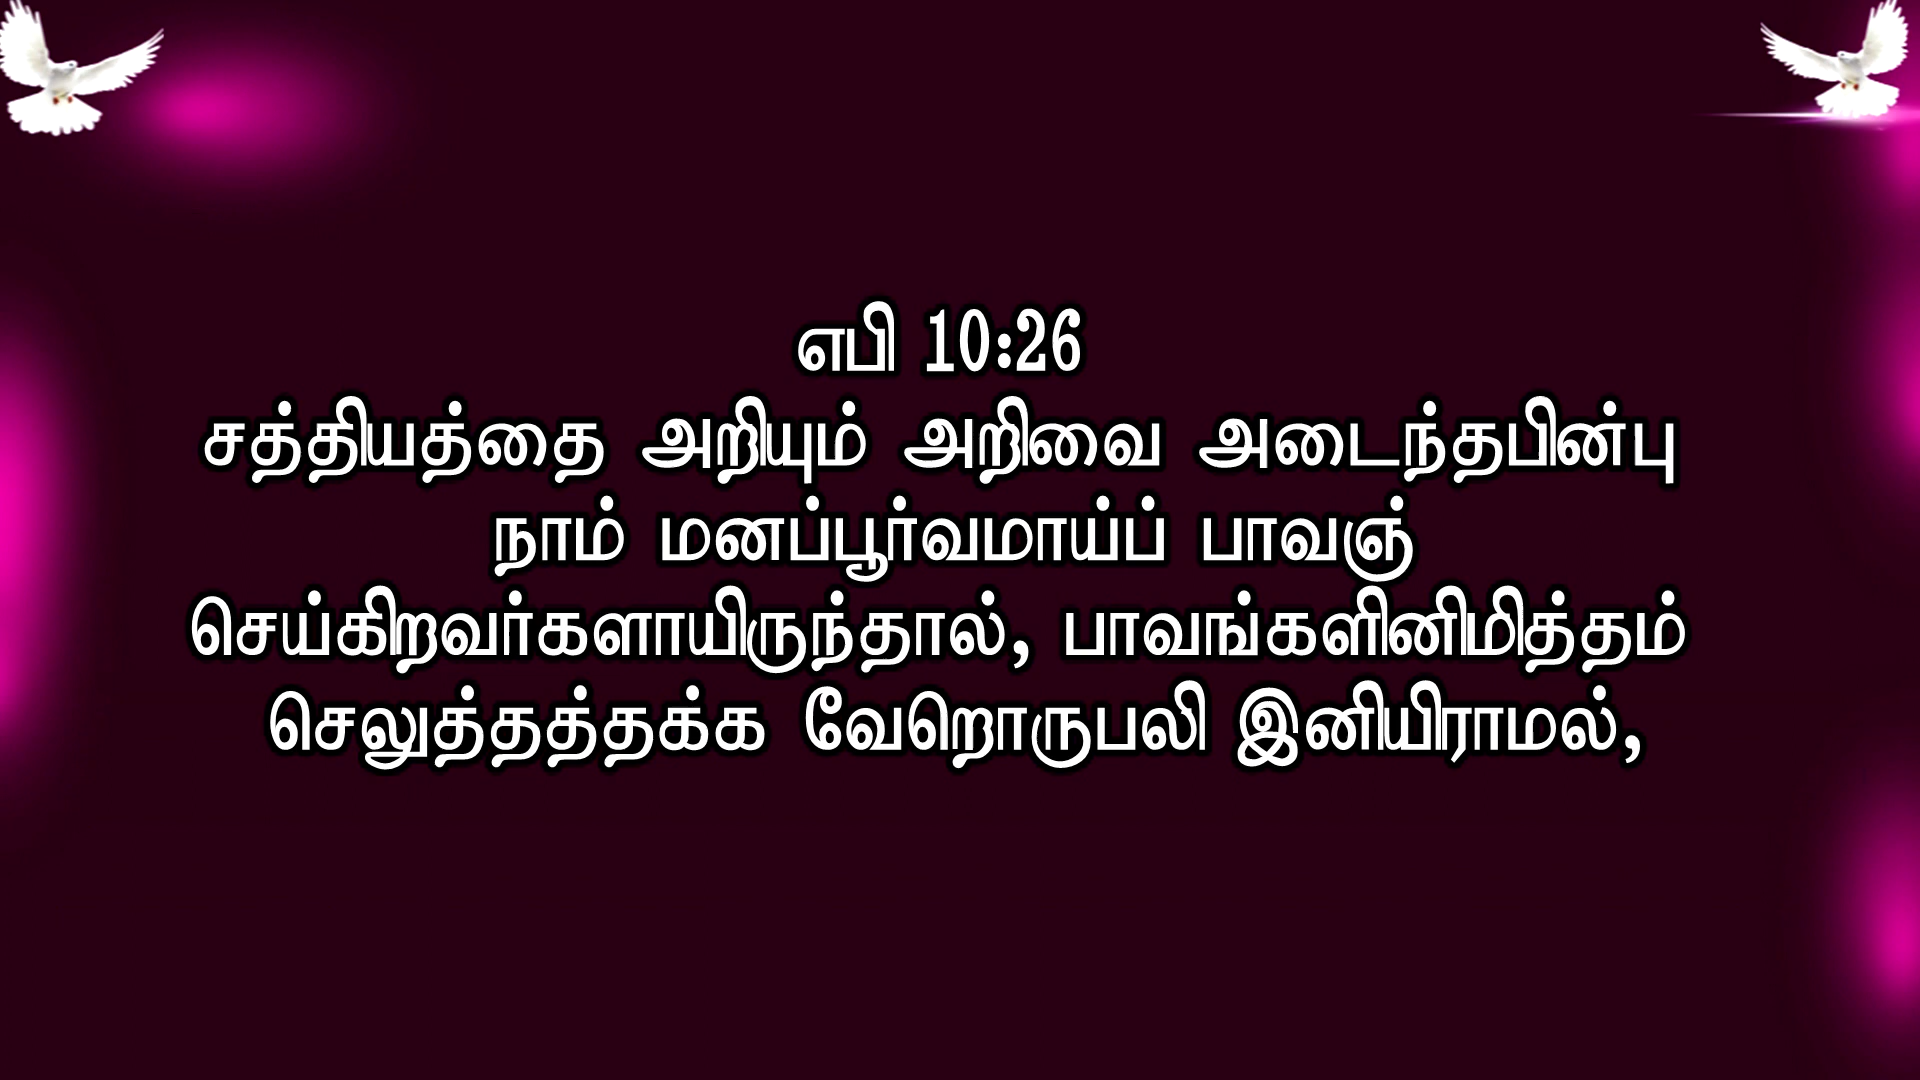 எபி 10:26
சத்தியத்தை அறியும் அறிவை அடைந்தபின்பு
நாம் மனப்பூர்வமாய்ப் பாவஞ்
செய்கிறவர்களாயிருந்தால், பாவங்களினிமித்தம்
செலுத்தத்தக்க வேறொருபலி இனியிராமல்,